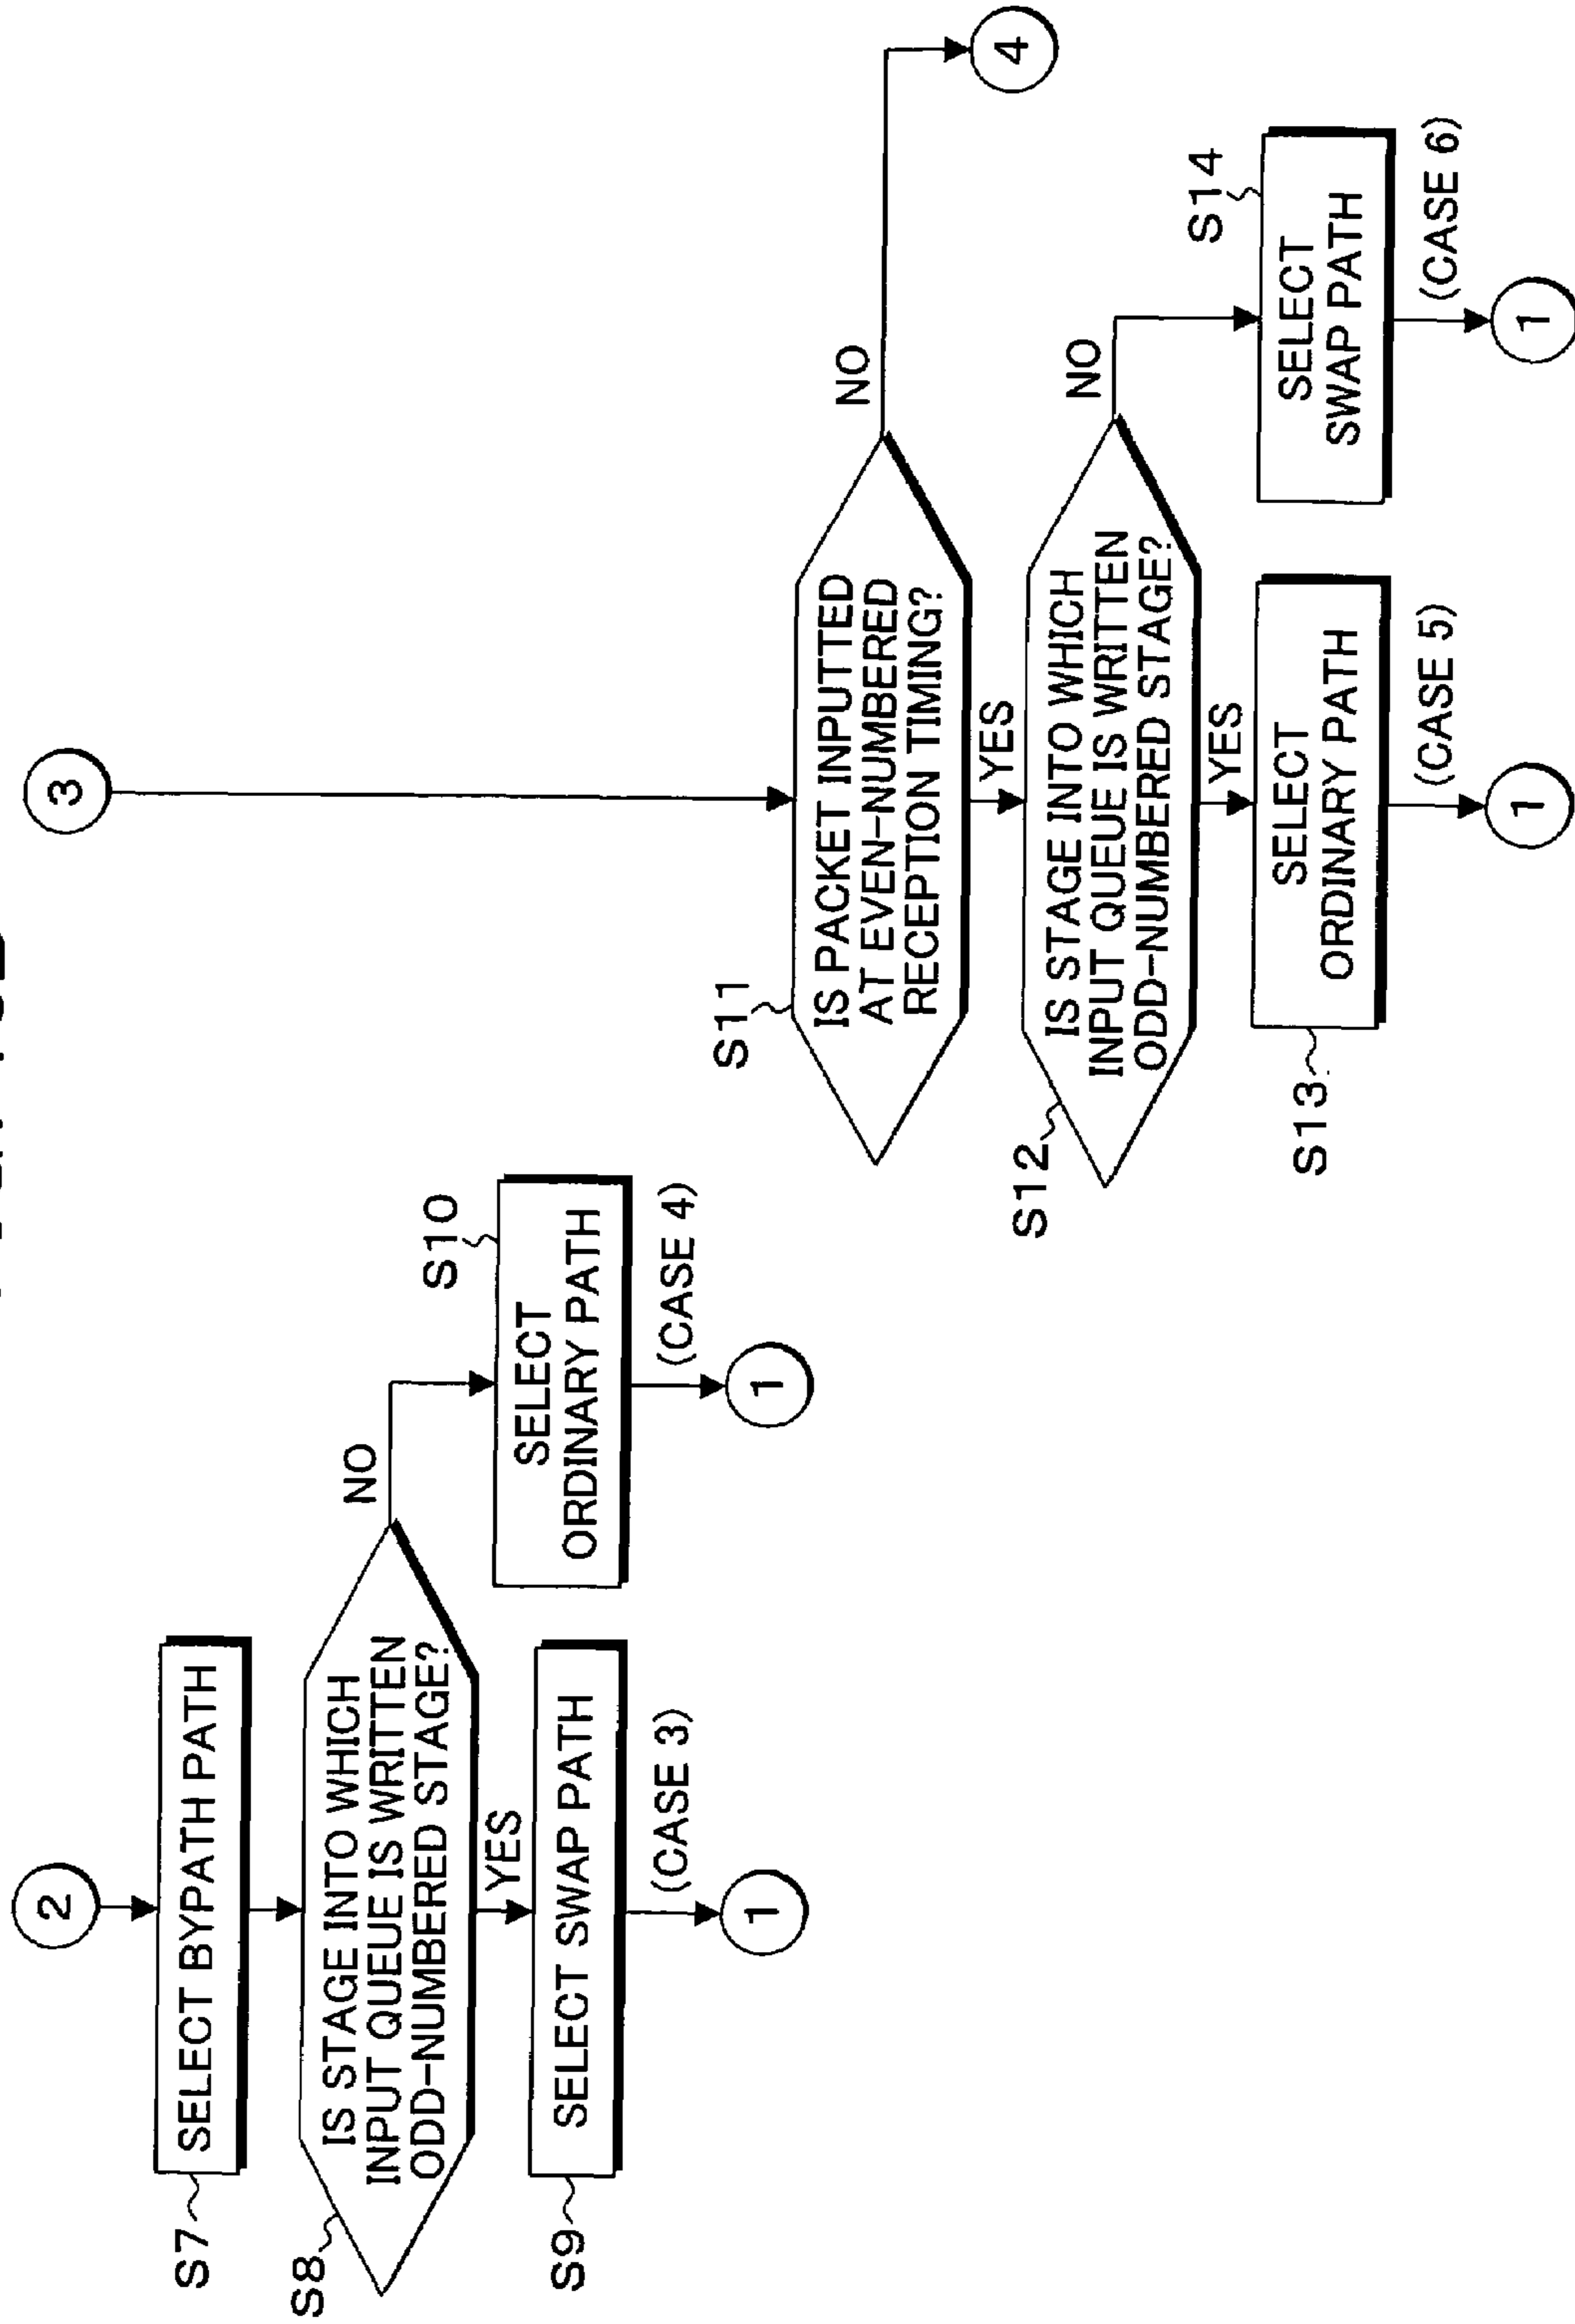 2
S7
SELECT BYPATH PATH
S8
IS STAGE INTO WHICH
INPUT QUEUE IS WRITTEN
ODD-NUMBERED STAGE?
NO
YES
S9
SELECT SWAP PATH
(CASE 3)
1
S10
SELECT
ORDINARY PATH
(CASE 4)
1
3
S11
IS PACKET INPUTTED
AT EVEN-NUMBERED
RECEPTION TIMING?
NO
4
YES
S12
IS STAGE INTO WHICH
INPUT QUEUE IS WRITTEN
ODD-NUMBERED STAGE?
NO
YES
S13
SELECT
ORDINARY PATH
(CASE 5)
1
S14
SELECT
SWAP PATH
(CASE 6)
1